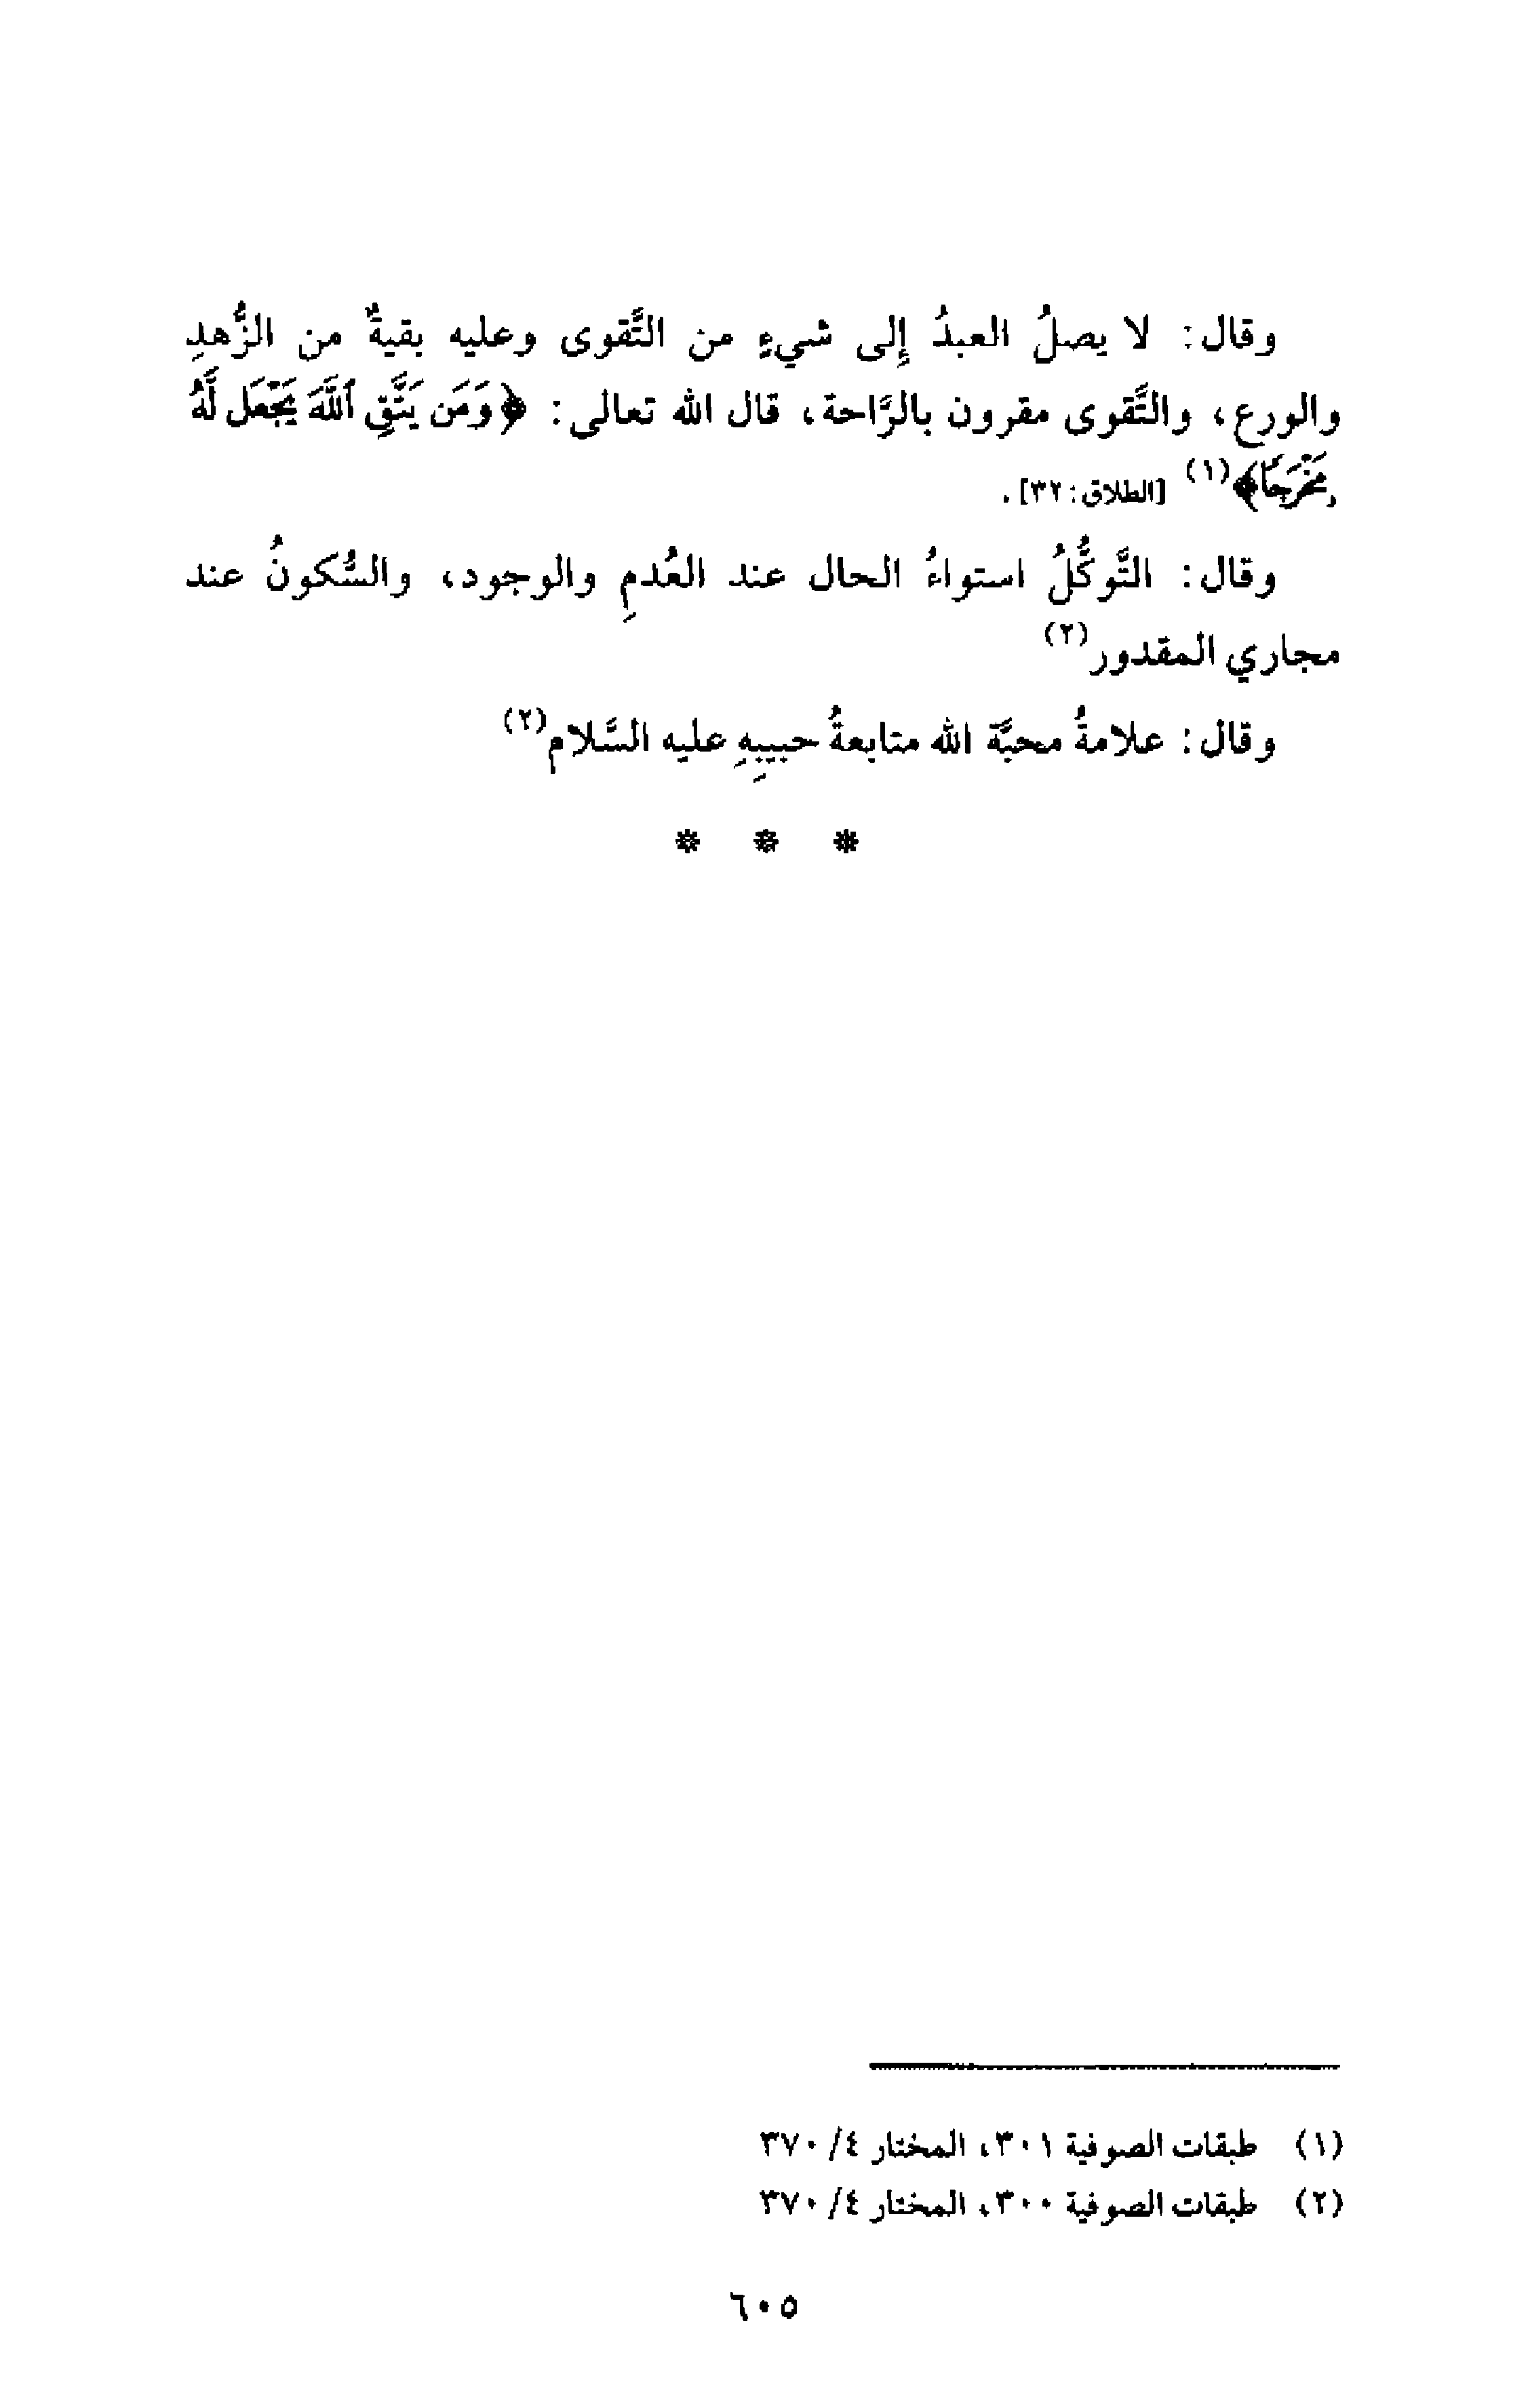 وقال: لا يصلُ العبدُ إلى شيءٍ من التَّقوى وعليه بقيةٌ من الزُّهدِ
والورع، والتَّقوى مقرون بالرَّاحة، قال الله تعالى: ﴿وَمَن يَتَّقِ ٱللَّهَ يَجْعَل لَّهُ
مَخْرَجًا﴾(١) [الطلاق: ٣٢].
وقال: التَّوكُّلُ استواءُ الحال عند العُدمِ والوجود، والسُّكونُ عند
مجاري المقدور(٢)
وقال: علامةُ محبَّة الله متابعةُ حبيبِهِ عليه السَّلام(٢)
* * *
(١) طبقات الصوفية ٣٠١، المختار ٤/ ٣٧٠
(٢) طبقات الصوفية ٣٠٠، المختار ٤/ ٣٧٠
٦٠٥